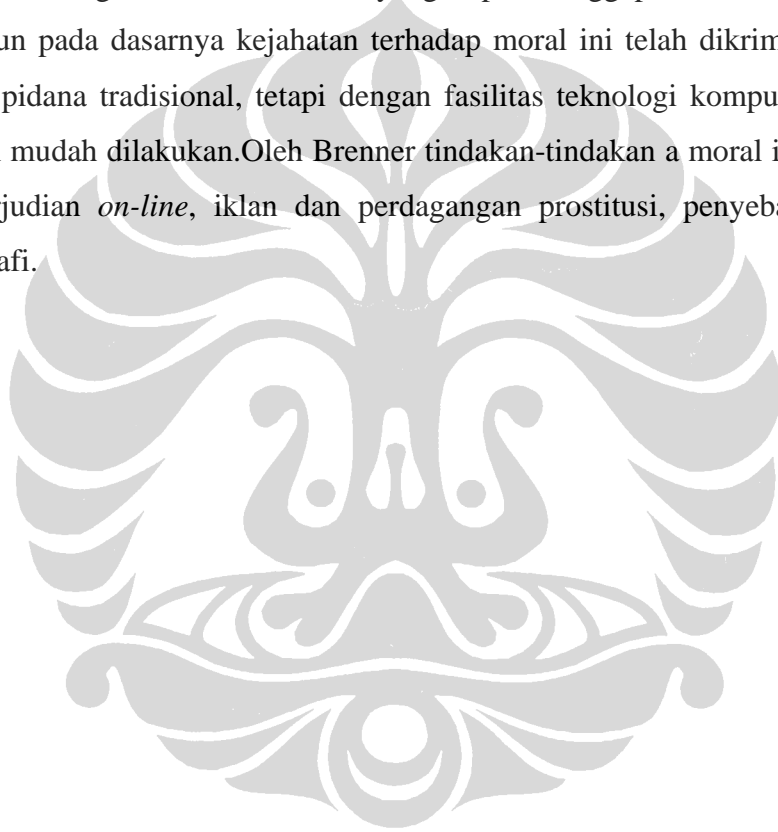 un pada dasarnya kejahatan terhadap moral ini telah dikrim
pidana tradisional, tetapi dengan fasilitas teknologi kompu
mudah dilakukan.Oleh Brenner tindakan-tindakan a moral i
rjudian on-line, iklan dan perdagangan prostitusi, penyeba
afi.